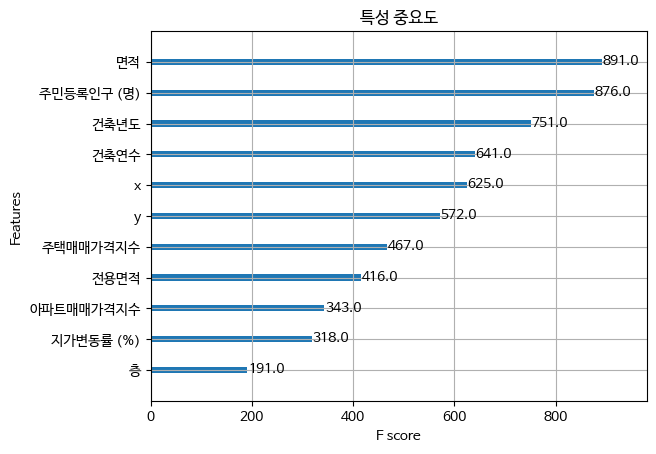 특성 중요도
Features
면적 891.0
주민등록인구 (명) 876.0
건축년도 751.0
건축연수 641.0
x 625.0
y 572.0
주택매매가격지수 467.0
전용면적 416.0
아파트매매가격지수 343.0
지가변동률 (%) 318.0
층 191.0
0 200 400 600 800
F score